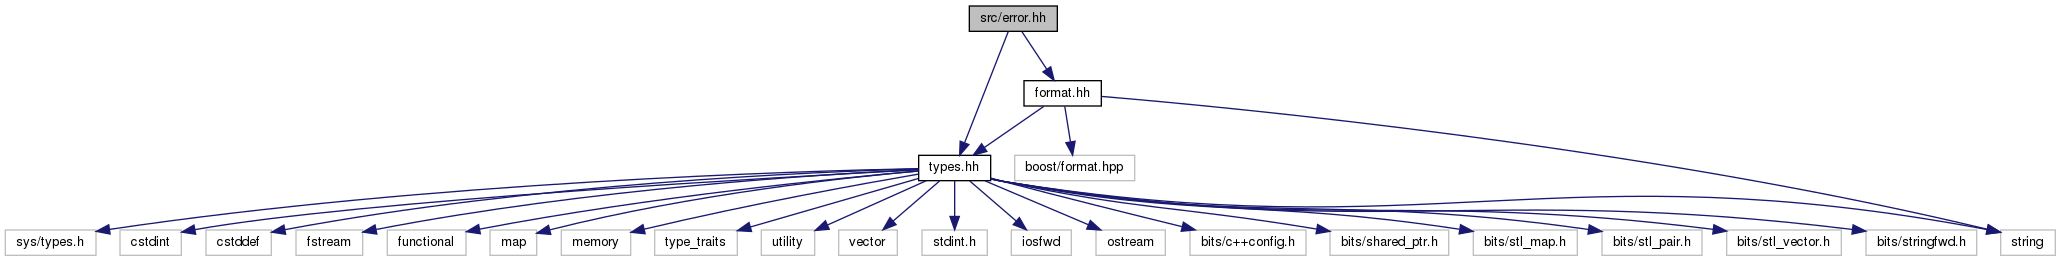 src/error.hh
format.hh
types.hh
boost/format.hpp
sys/types.h
cstdint
cstddef
fstream
functional
map
memory
type_traits
utility
vector
stdint.h
iosfwd
ostream
bits/c++config.h
bits/shared_ptr.h
bits/stl_map.h
bits/stl_pair.h
bits/stl_vector.h
bits/stringfwd.h
string